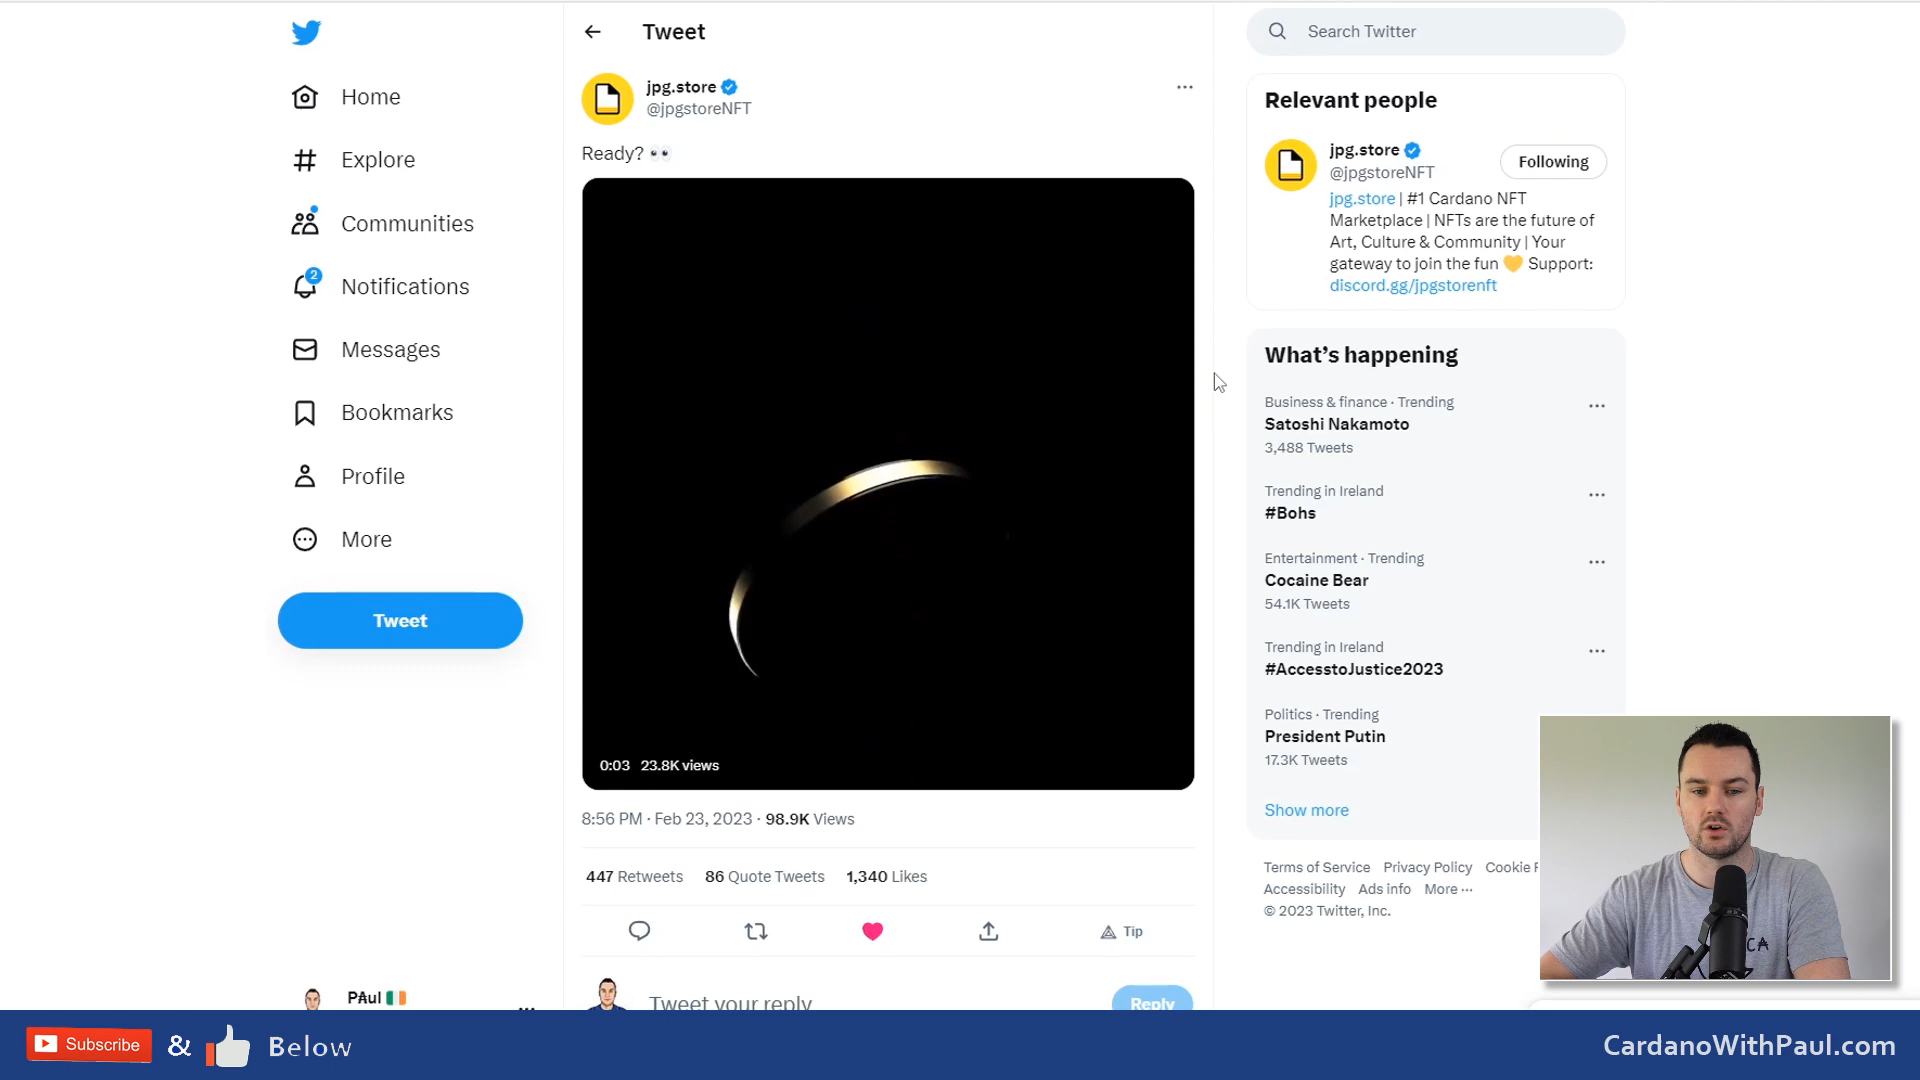 Home
Explore
Communities
2
Notifications
Messages
Bookmarks
Profile
More
Tweet
PAul
Tweet
jpg.store
@jpgstoreNFT
Ready?
0:03 23.8K views
8:56 PM · Feb 23, 2023 · 98.9K Views
447 Retweets 86 Quote Tweets 1,340 Likes
Tip
Tweet your reply
Reply
Search Twitter
Relevant people
jpg.store
@jpgstoreNFT
Following
jpg.store | #1 Cardano NFT
Marketplace | NFTs are the future of
Art, Culture & Community | Your
gateway to join the fun 💛 Support:
discord.gg/jpgstorenft
What’s happening
Business & finance · Trending
Satoshi Nakamoto
3,488 Tweets
Trending in Ireland
#Bohs
Entertainment · Trending
Cocaine Bear
54.1K Tweets
Trending in Ireland
#AccesstoJustice2023
Politics · Trending
President Putin
17.3K Tweets
Show more
Terms of Service Privacy Policy Cookie
Accessibility Ads info More ···
© 2023 Twitter, Inc.
Subscribe & Below
CardanoWithPaul.com